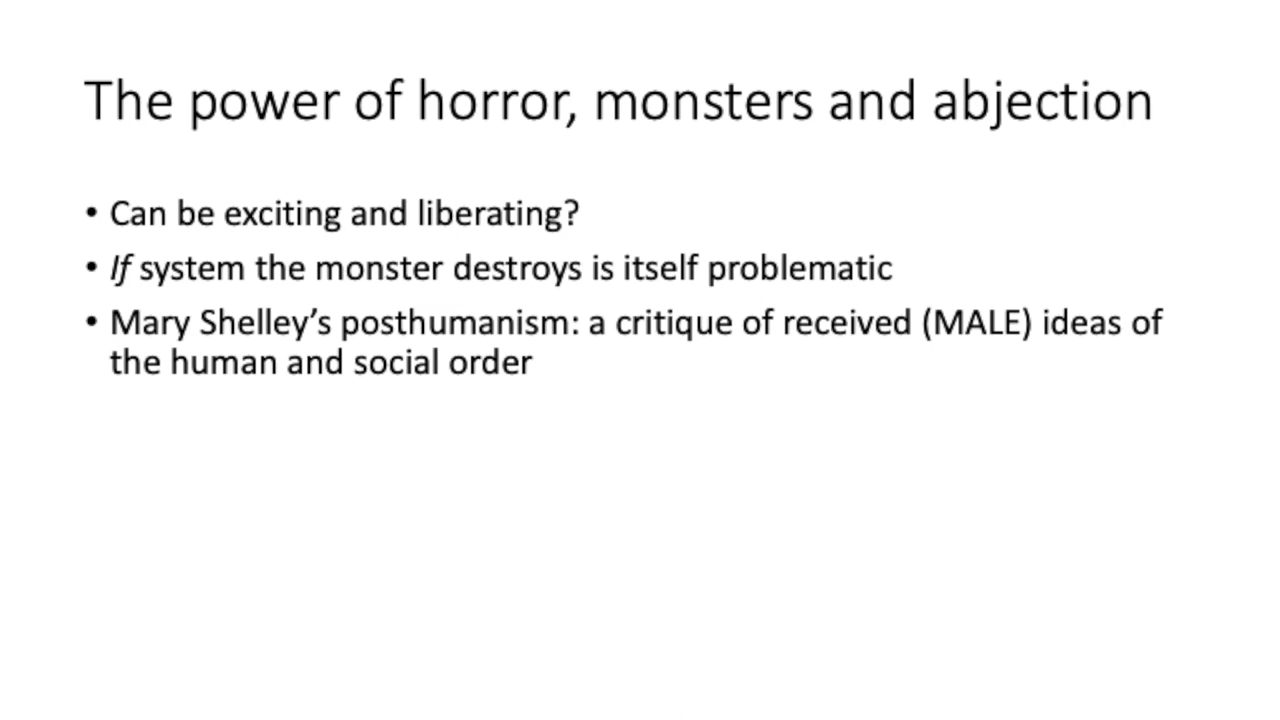 The power of horror, monsters and abjection
• Can be exciting and liberating?
• If system the monster destroys is itself problematic
• Mary Shelley’s posthumanism: a critique of received (MALE) ideas of
the human and social order